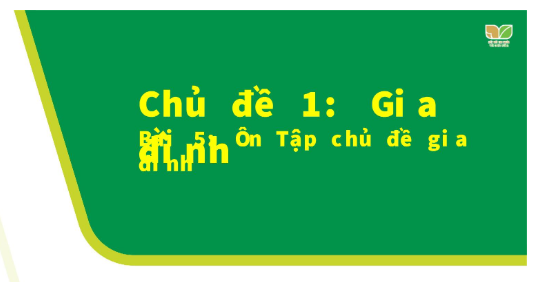 Chủ đề 1: Gia
đình
Bài 5: Ôn Tập chủ đề gia
đình